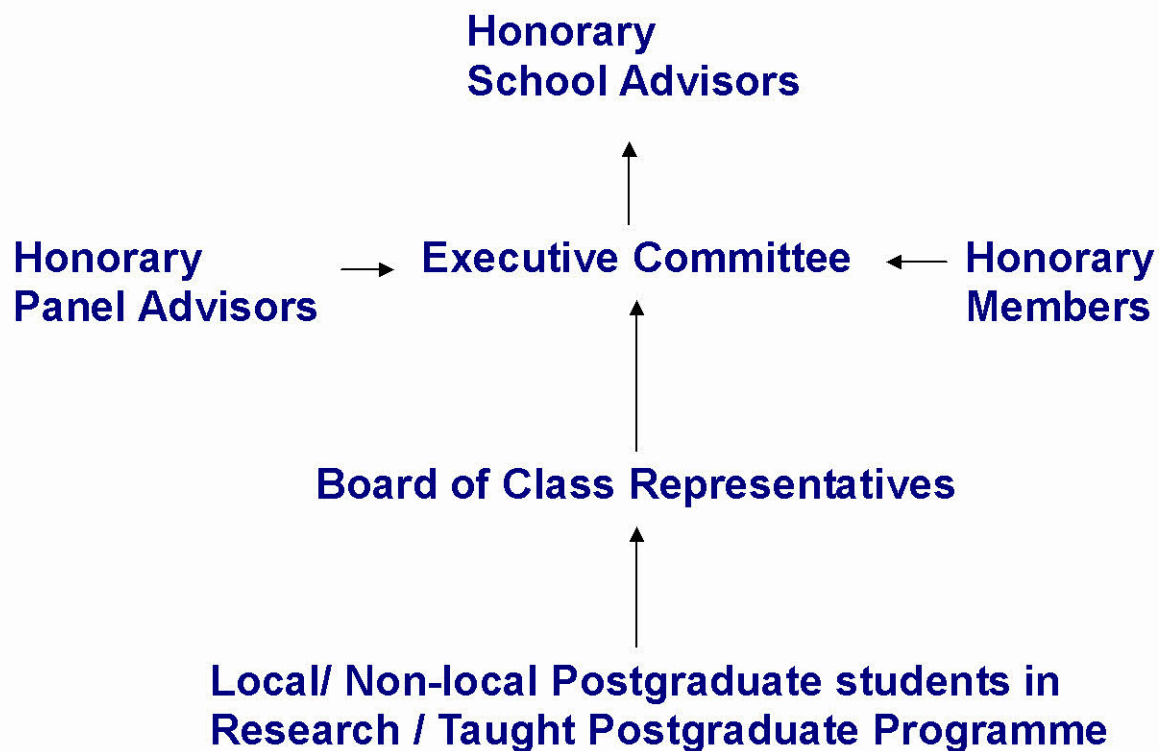 Honorary
School Advisors
Honorary
Panel Advisors
Executive Committee
Honorary
Members
Board of Class Representatives
Local/ Non-local Postgraduate students in
Research / Taught Postgraduate Programme